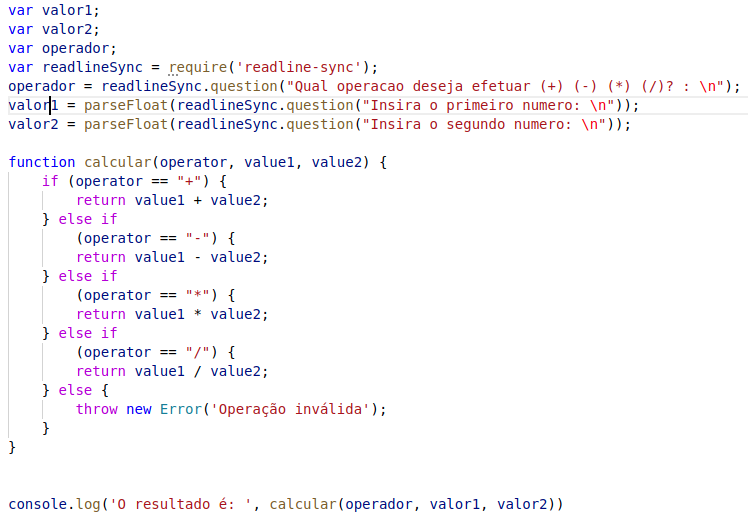 var valor1;
var valor2;
var operador;
var readlineSync = require('readline-sync');
operador = readlineSync.question("Qual operacao deseja efetuar (+) (-) (*) (/)? : \n");
valor1 = parseFloat(readlineSync.question("Insira o primeiro numero: \n"));
valor2 = parseFloat(readlineSync.question("Insira o segundo numero: \n"));

function calcular(operator, value1, value2) {
    if (operator == "+") {
        return value1 + value2;
    } else if
        (operator == "-") {
        return value1 - value2;
    } else if
        (operator == "*") {
        return value1 * value2;
    } else if
        (operator == "/") {
        return value1 / value2;
    } else {
        throw new Error('Operação inválida');
    }
}

console.log('O resultado é: ', calcular(operador, valor1, valor2))